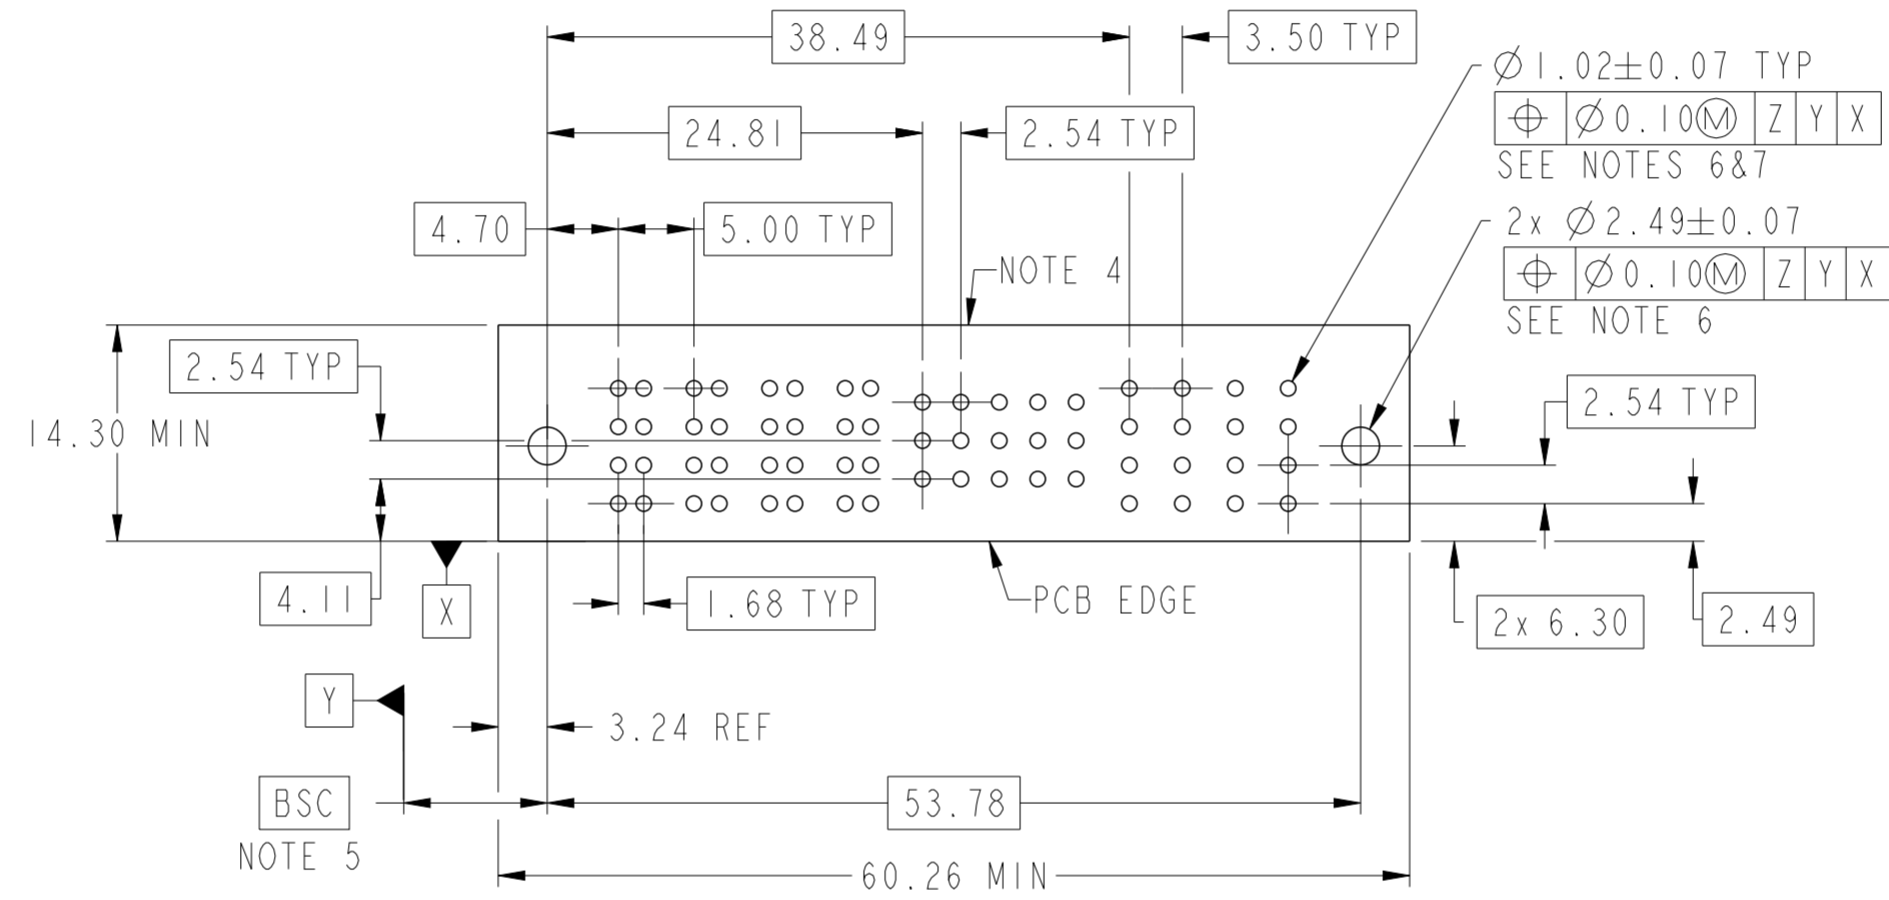 38.49
3.50 TYP
Ø1.02±0.07 TYP
⌖ Ø0.10Ⓜ Z Y X
SEE NOTES 6&7
24.81
2.54 TYP
4.70
5.00 TYP
2x Ø2.49±0.07
⌖ Ø0.10Ⓜ Z Y X
SEE NOTE 6
NOTE 4
2.54 TYP
14.30 MIN
2.54 TYP
4.11
X
1.68 TYP
PCB EDGE
2x 6.30
2.49
Y
3.24 REF
BSC
NOTE 5
53.78
60.26 MIN